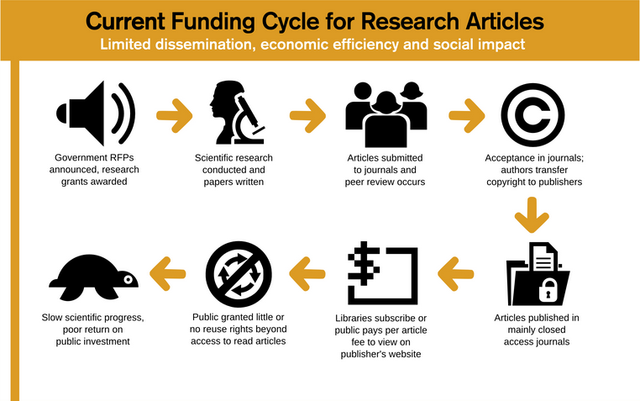 Current Funding Cycle for Research Articles
Limited dissemination, economic efficiency and social impact
Government RFPs
announced, research
grants awarded
Scientific research
conducted and
papers written
Articles submitted
to journals and
peer review occurs
Acceptance in journals;
authors transfer
copyright to publishers
Articles published in
mainly closed
access journals
Libraries subscribe or
public pays per article
fee to view on
publisher's website
Public granted little or
no reuse rights beyond
access to read articles
Slow scientific progress,
poor return on
public investment